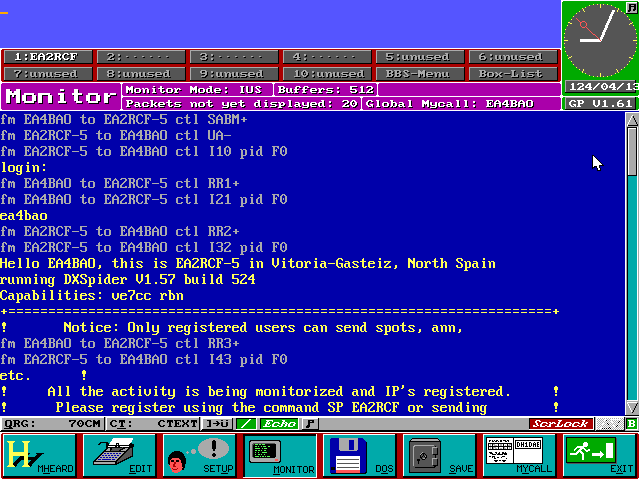 1:EA2RCF 2:······ 3:······ 4:······ 5:unused 6:unused
7:unused 8:unused 9:unused 10:unused BBS-Menu Box-List
124/04/13
GP V1.61
Monitor
Monitor Mode: IUS Buffers: 512
Packets not yet displayed: 20 Global Mycall: EA4BAO
fm EA4BAO to EA2RCF-5 ctl SABM+
fm EA2RCF-5 to EA4BAO ctl UA-
fm EA2RCF-5 to EA4BAO ctl I10 pid F0
login:
fm EA4BAO to EA2RCF-5 ctl RR1+
fm EA4BAO to EA2RCF-5 ctl I21 pid F0
ea4bao
fm EA2RCF-5 to EA4BAO ctl RR2+
fm EA2RCF-5 to EA4BAO ctl I32 pid F0
Hello EA4BAO, this is EA2RCF-5 in Vitoria-Gasteiz, North Spain
running DXSpider V1.57 build 524
Capabilities: ve7cc rbn
+====================================================================+
! Notice: Only registered users can send spots, ann,
fm EA4BAO to EA2RCF-5 ctl RR3+
fm EA2RCF-5 to EA4BAO ctl I43 pid F0
etc. !
! All the activity is being monitorized and IP's registered. !
! Please register using the command SP EA2RCF or sending !
QRG: 70CM CT: CTEXT ]→Ü Echo ScrLock B
MHEARD EDIT SETUP MONITOR DOS SAVE DH1DAE MYCALL EXIT